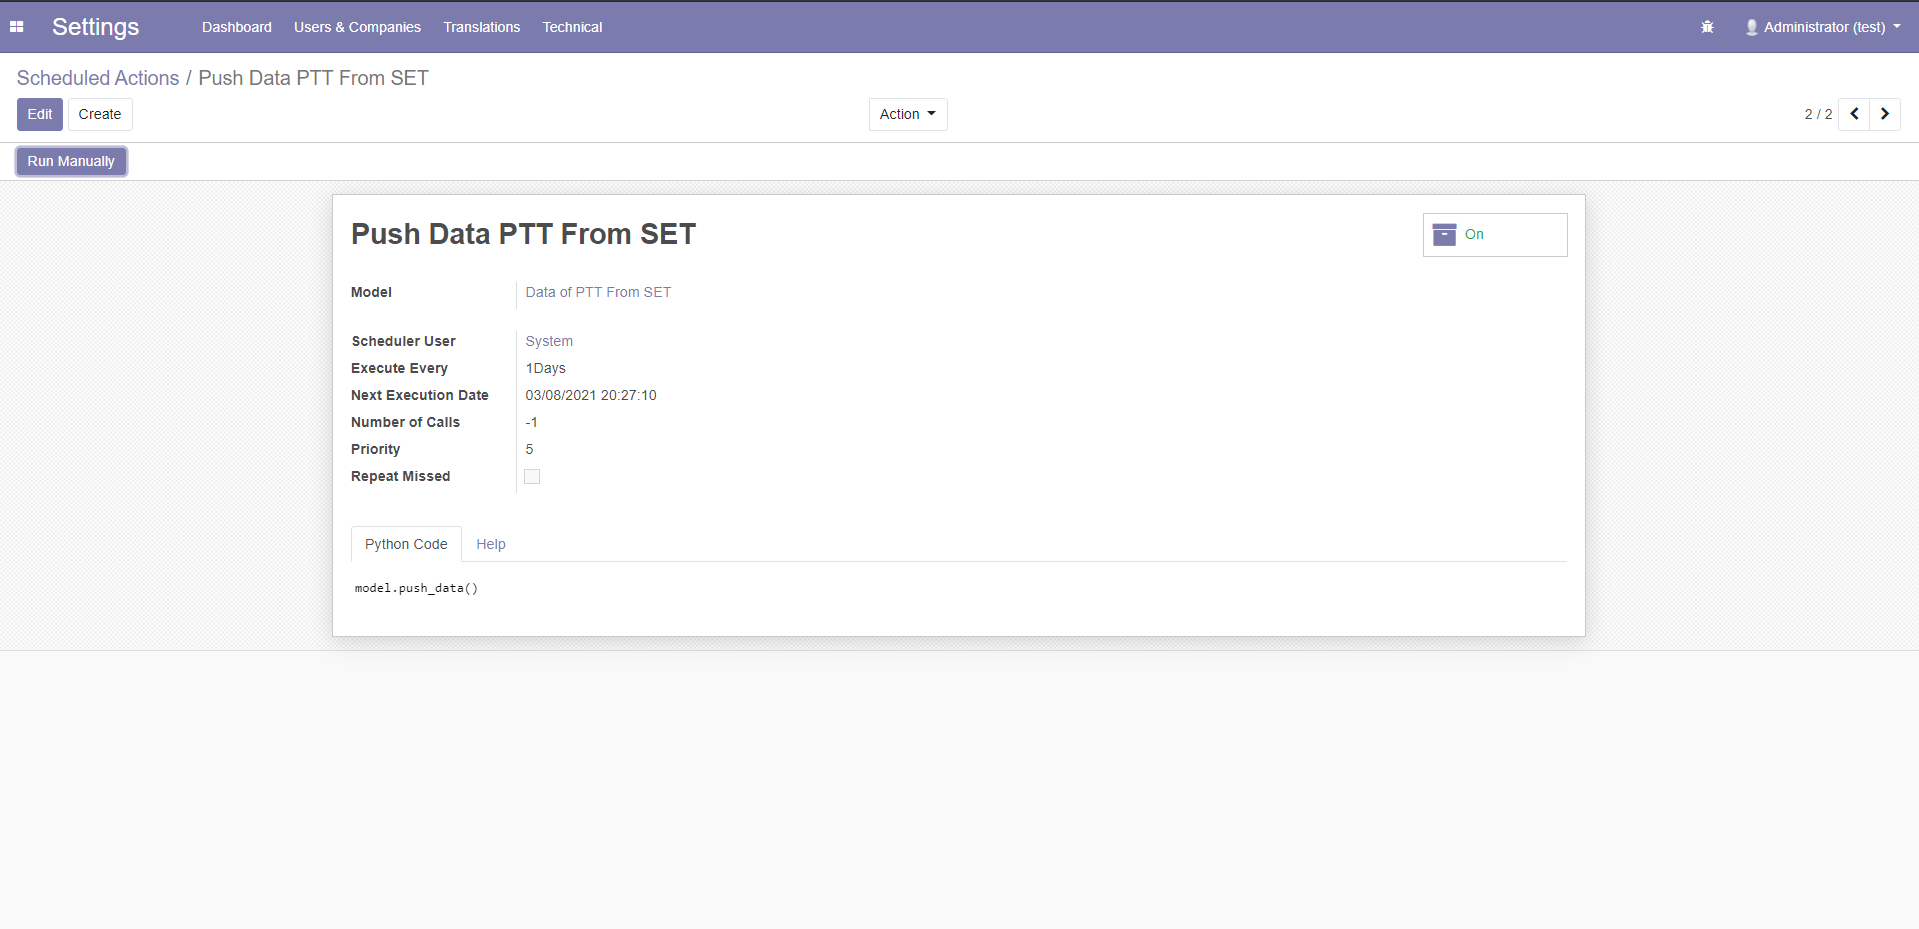 Settings Dashboard Users & Companies Translations Technical Administrator (test)
Scheduled Actions / Push Data PTT From SET
Edit Create Action 2 / 2
Run Manually
Push Data PTT From SET
On
Model Data of PTT From SET
Scheduler User System
Execute Every 1Days
Next Execution Date 03/08/2021 20:27:10
Number of Calls -1
Priority 5
Repeat Missed
Python Code Help
model.push_data()